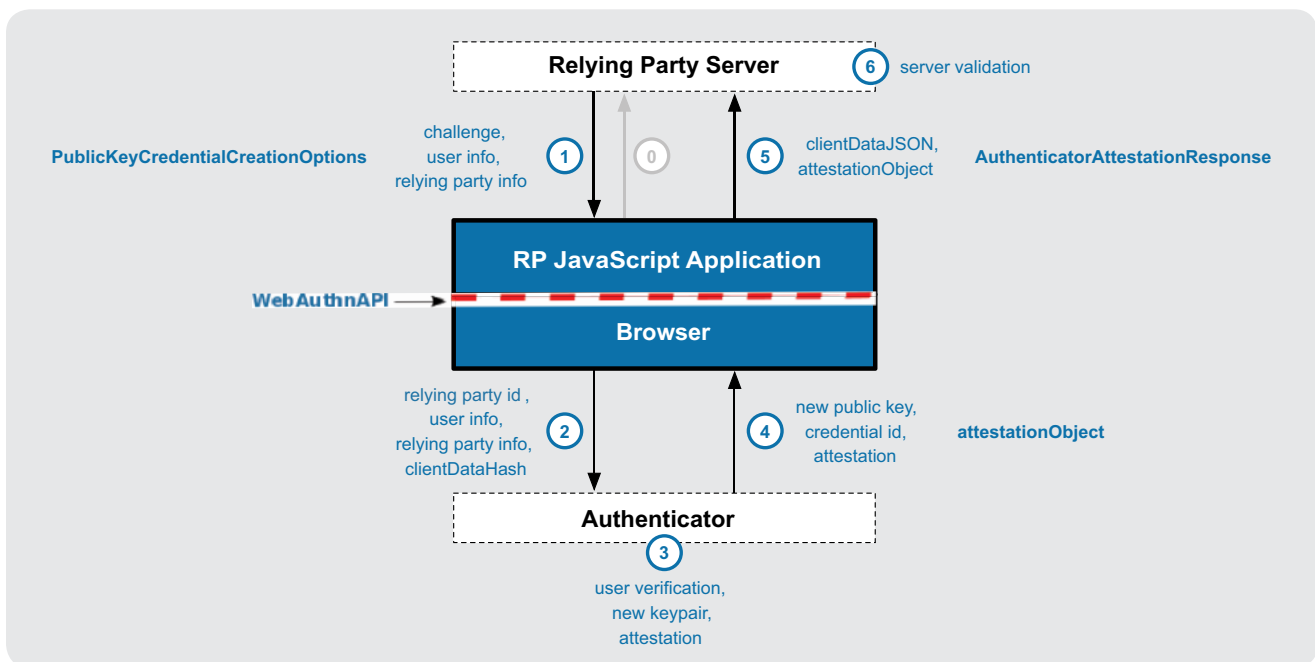 Relying Party Server
6
server validation
PublicKeyCredentialCreationOptions
challenge,
user info,
relying party info
1
0
5
clientDataJSON,
attestationObject
AuthenticatorAttestationResponse
RP JavaScript Application
WebAuthnAPI
Browser
relying party id ,
user info,
relying party info,
clientDataHash
2
4
new public key,
credential id,
attestation
attestationObject
Authenticator
3
user verification,
new keypair,
attestation